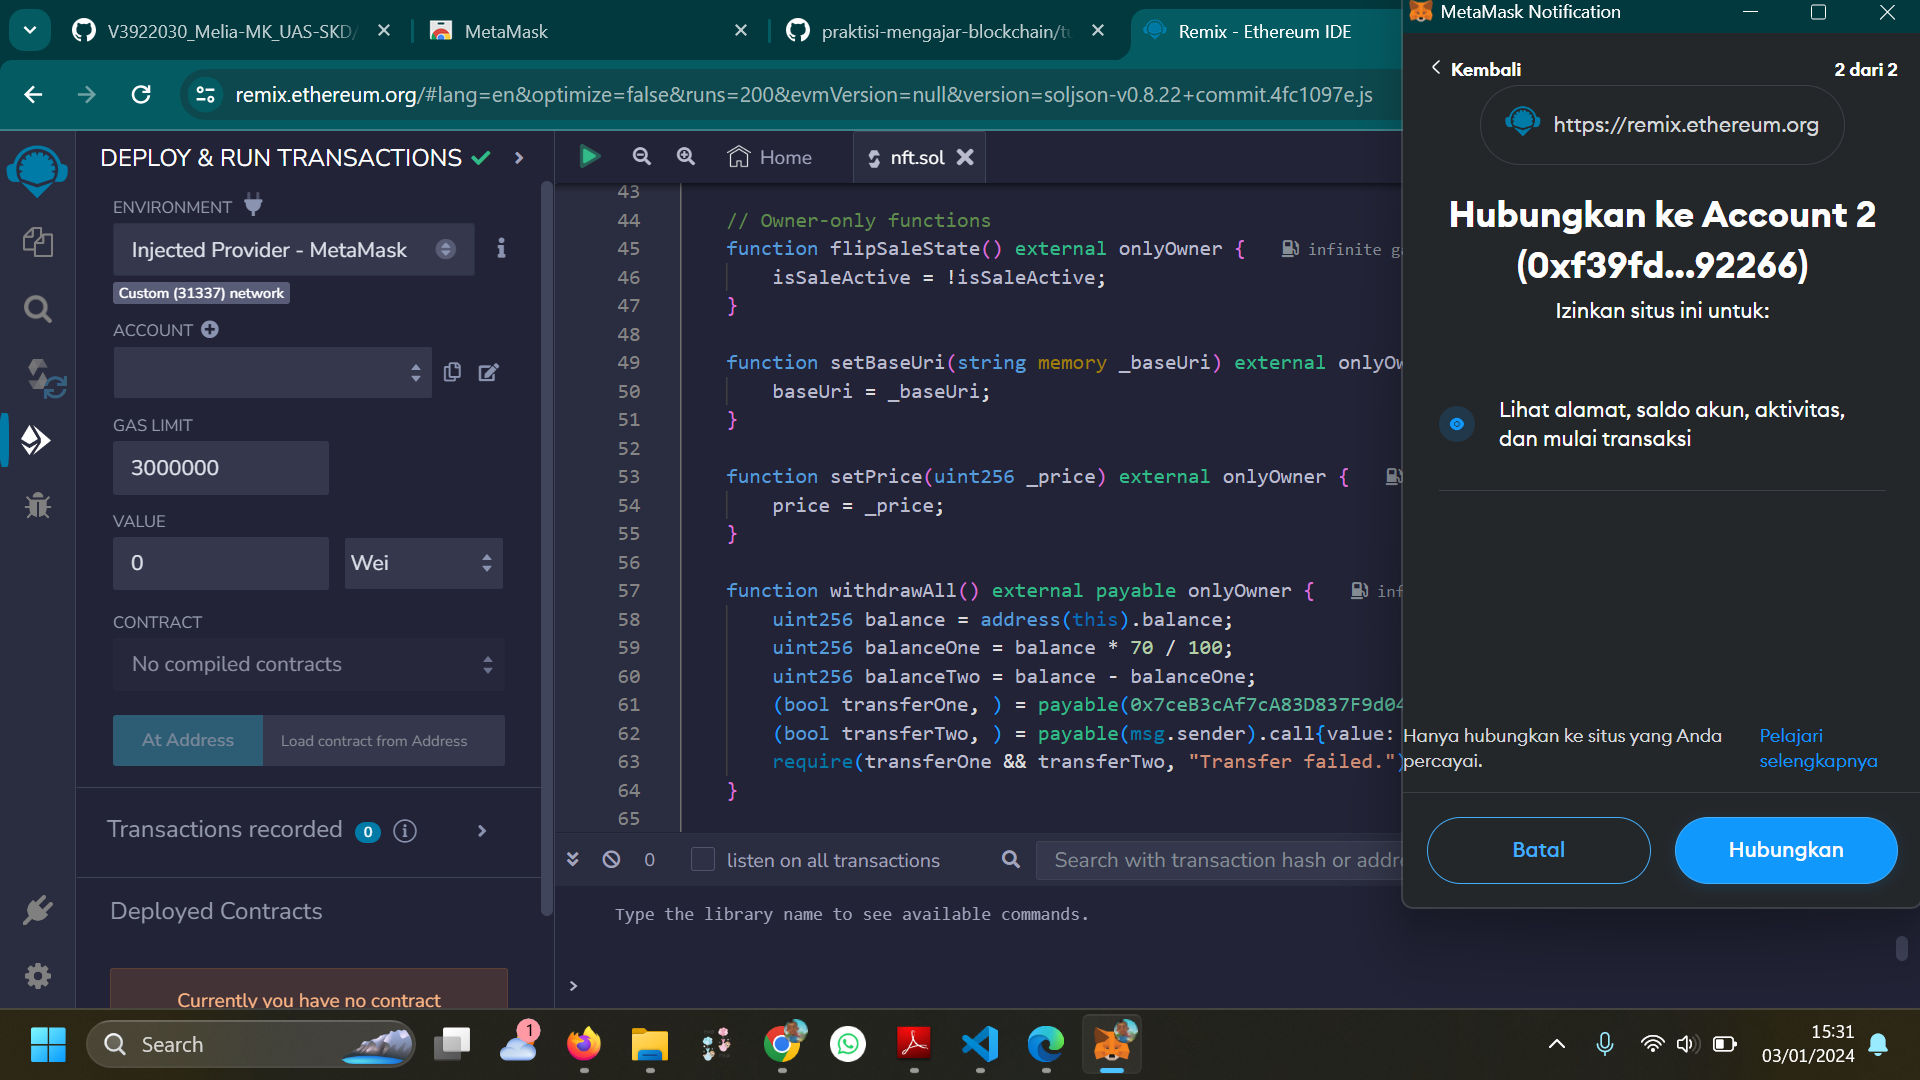 V3922030_Melia-MK_UAS-SKD/
MetaMask
praktisi-mengajar-blockchain/tu
Remix - Ethereum IDE
remix.ethereum.org/#lang=en&optimize=false&runs=200&evmVersion=null&version=soljson-v0.8.22+commit.4fc1097e.js
DEPLOY & RUN TRANSACTIONS
ENVIRONMENT
Injected Provider - MetaMask
Custom (31337) network
ACCOUNT
GAS LIMIT
3000000
VALUE
0
Wei
CONTRACT
No compiled contracts
At Address
Load contract from Address
Transactions recorded 0
Deployed Contracts
Currently you have no contract
Home
nft.sol
43
44 // Owner-only functions
45 function flipSaleState() external onlyOwner { infinite ga
46 isSaleActive = !isSaleActive;
47 }
48
49 function setBaseUri(string memory _baseUri) external onlyOw
50 baseUri = _baseUri;
51 }
52
53 function setPrice(uint256 _price) external onlyOwner {
54 price = _price;
55 }
56
57 function withdrawAll() external payable onlyOwner { inf
58 uint256 balance = address(this).balance;
59 uint256 balanceOne = balance * 70 / 100;
60 uint256 balanceTwo = balance - balanceOne;
61 (bool transferOne, ) = payable(0x7ceB3cAf7cA83D837F9d04
62 (bool transferTwo, ) = payable(msg.sender).call{value:
63 require(transferOne && transferTwo, "Transfer failed.")
64 }
65
0
listen on all transactions
Search with transaction hash or addre
Type the library name to see available commands.
>
MetaMask Notification
Kembali
2 dari 2
https://remix.ethereum.org
Hubungkan ke Account 2
(0xf39fd...92266)
Izinkan situs ini untuk:
Lihat alamat, saldo akun, aktivitas,
dan mulai transaksi
Hanya hubungkan ke situs yang Anda
percayai.
Pelajari
selengkapnya
Batal
Hubungkan
Search
1
15:31
03/01/2024